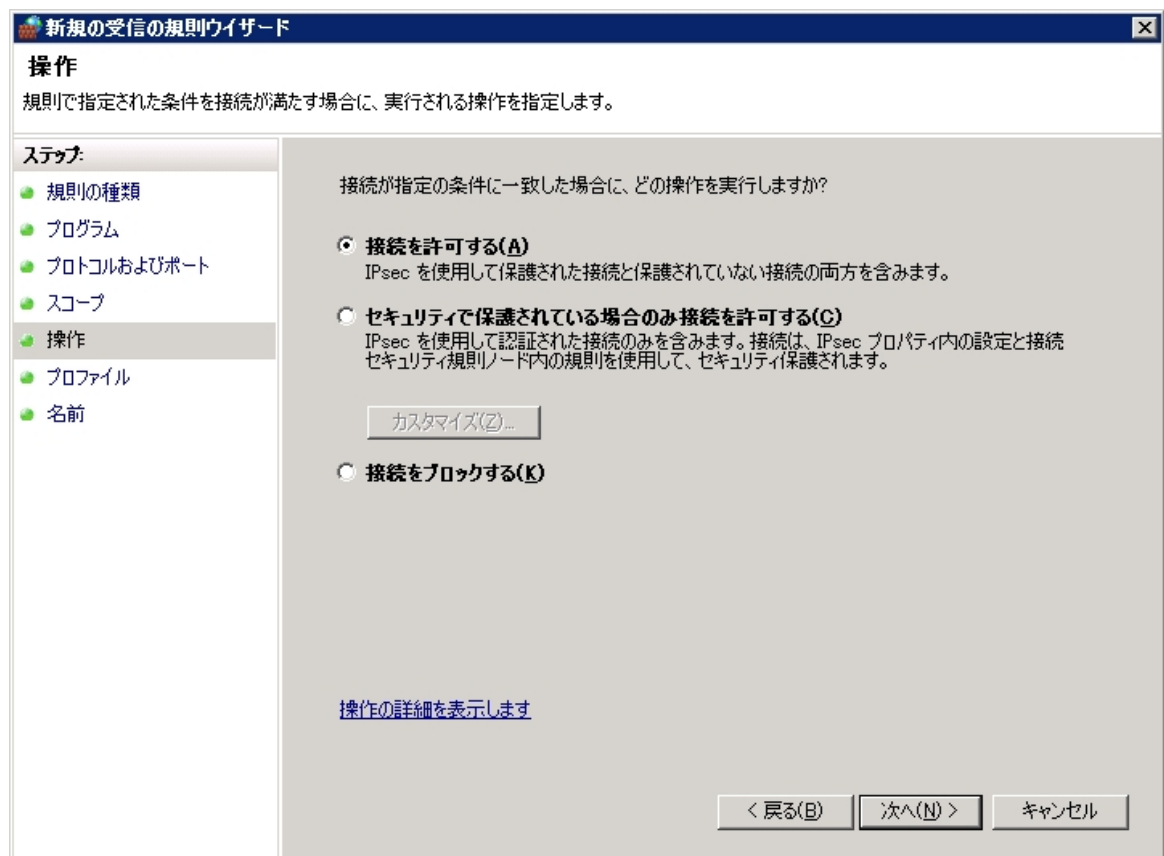 新規の受信の規則ウィザード
操作
規則で指定された条件を接続が満たす場合に、実行される操作を指定します。
ステップ:
規則の種類
プログラム
プロトコルおよびポート
スコープ
操作
プロファイル
名前
接続が指定の条件に一致した場合に、どの操作を実行しますか?
接続を許可する(A)
IPsec を使用して保護された接続と保護されていない接続の両方を含みます。
セキュリティで保護されている場合のみ接続を許可する(C)
IPsec を使用して認証された接続のみを含みます。接続は、IPsec プロパティ内の設定と接続
セキュリティ規則ノード内の規則を使用して、セキュリティ保護されます。
カスタマイズ(Z)...
接続をブロックする(K)
操作の詳細を表示します
< 戻る(B)
次へ(N) >
キャンセル